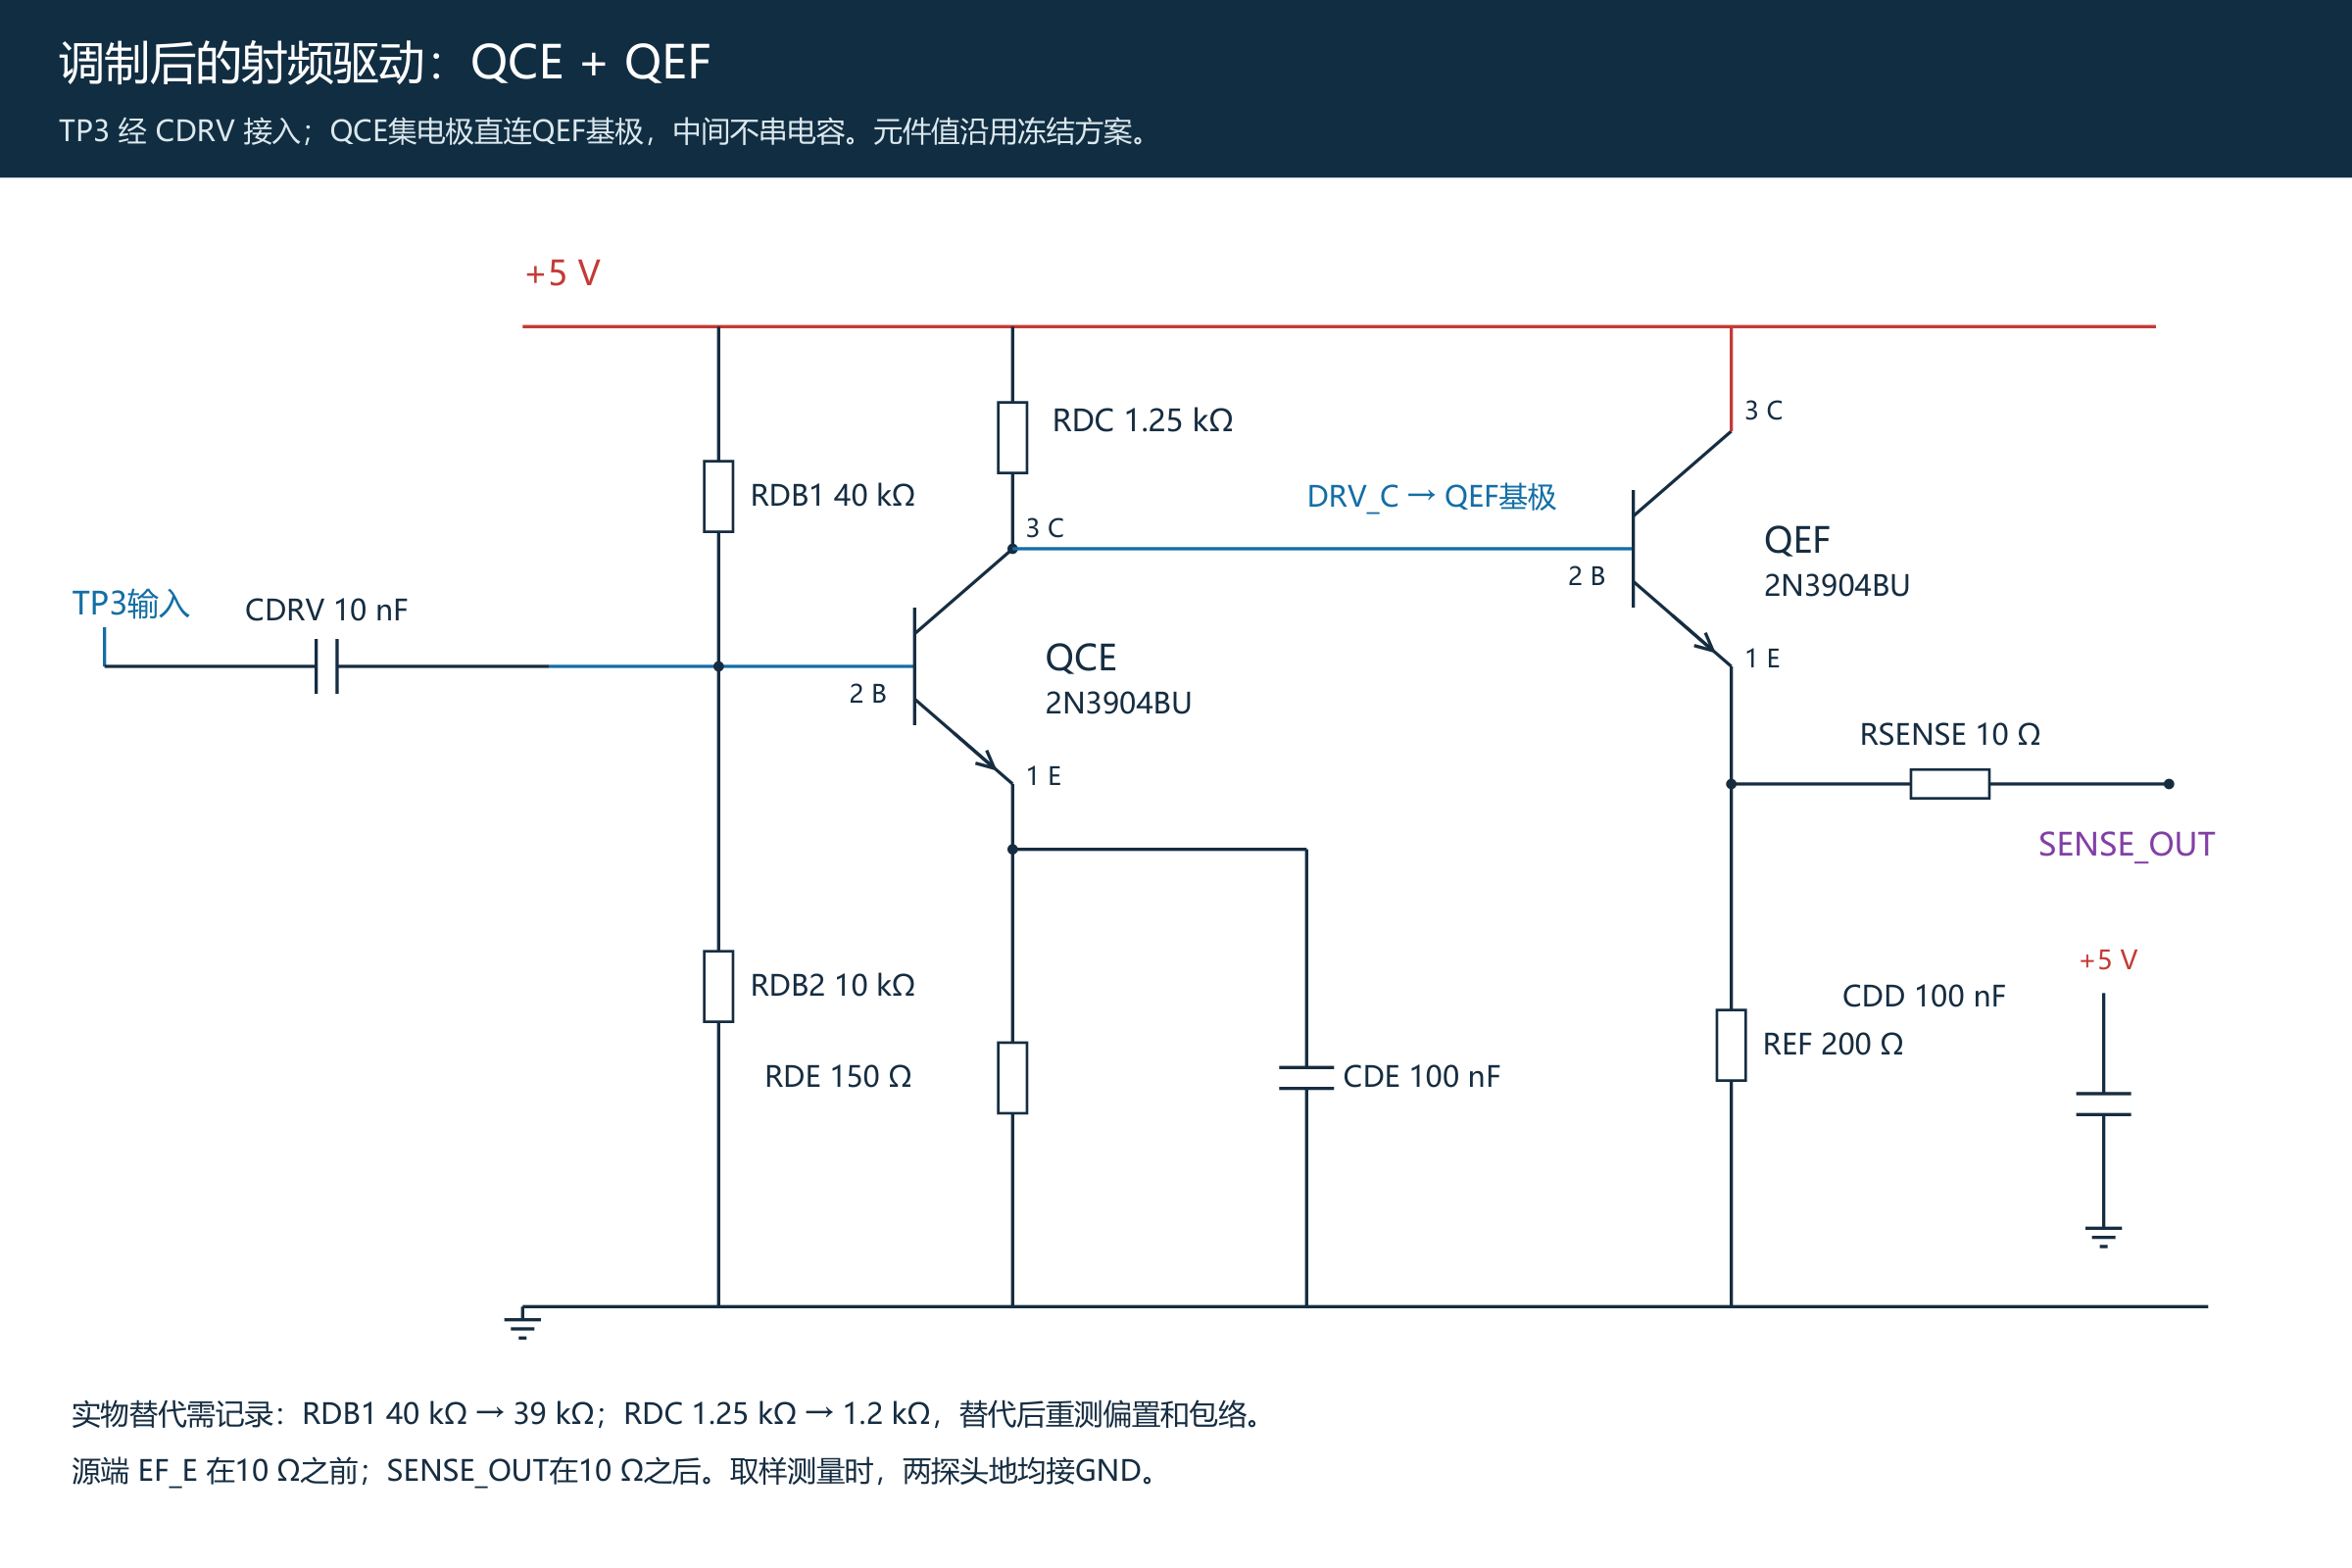 调制后的射频驱动：QCE + QEF
TP3 经 CDRV 接入；QCE集电极直连QEF基极，中间不串电容。元件值沿用冻结方案。
+5 V
3 C
RDC 1.25 kΩ
RDB1 40 kΩ
DRV_C → QEF基极
3 C
QEF
2 B
2N3904BU
TP3输入
CDRV 10 nF
QCE
1 E
2 B
2N3904BU
RSENSE 10 Ω
1 E
SENSE_OUT
+5 V
RDB2 10 kΩ
CDD 100 nF
REF 200 Ω
RDE 150 Ω
CDE 100 nF
实物替代需记录：RDB1 40 kΩ → 39 kΩ；RDC 1.25 kΩ → 1.2 kΩ，替代后重测偏置和包络。
源端 EF_E 在10 Ω之前；SENSE_OUT在10 Ω之后。取样测量时，两探头地均接GND。